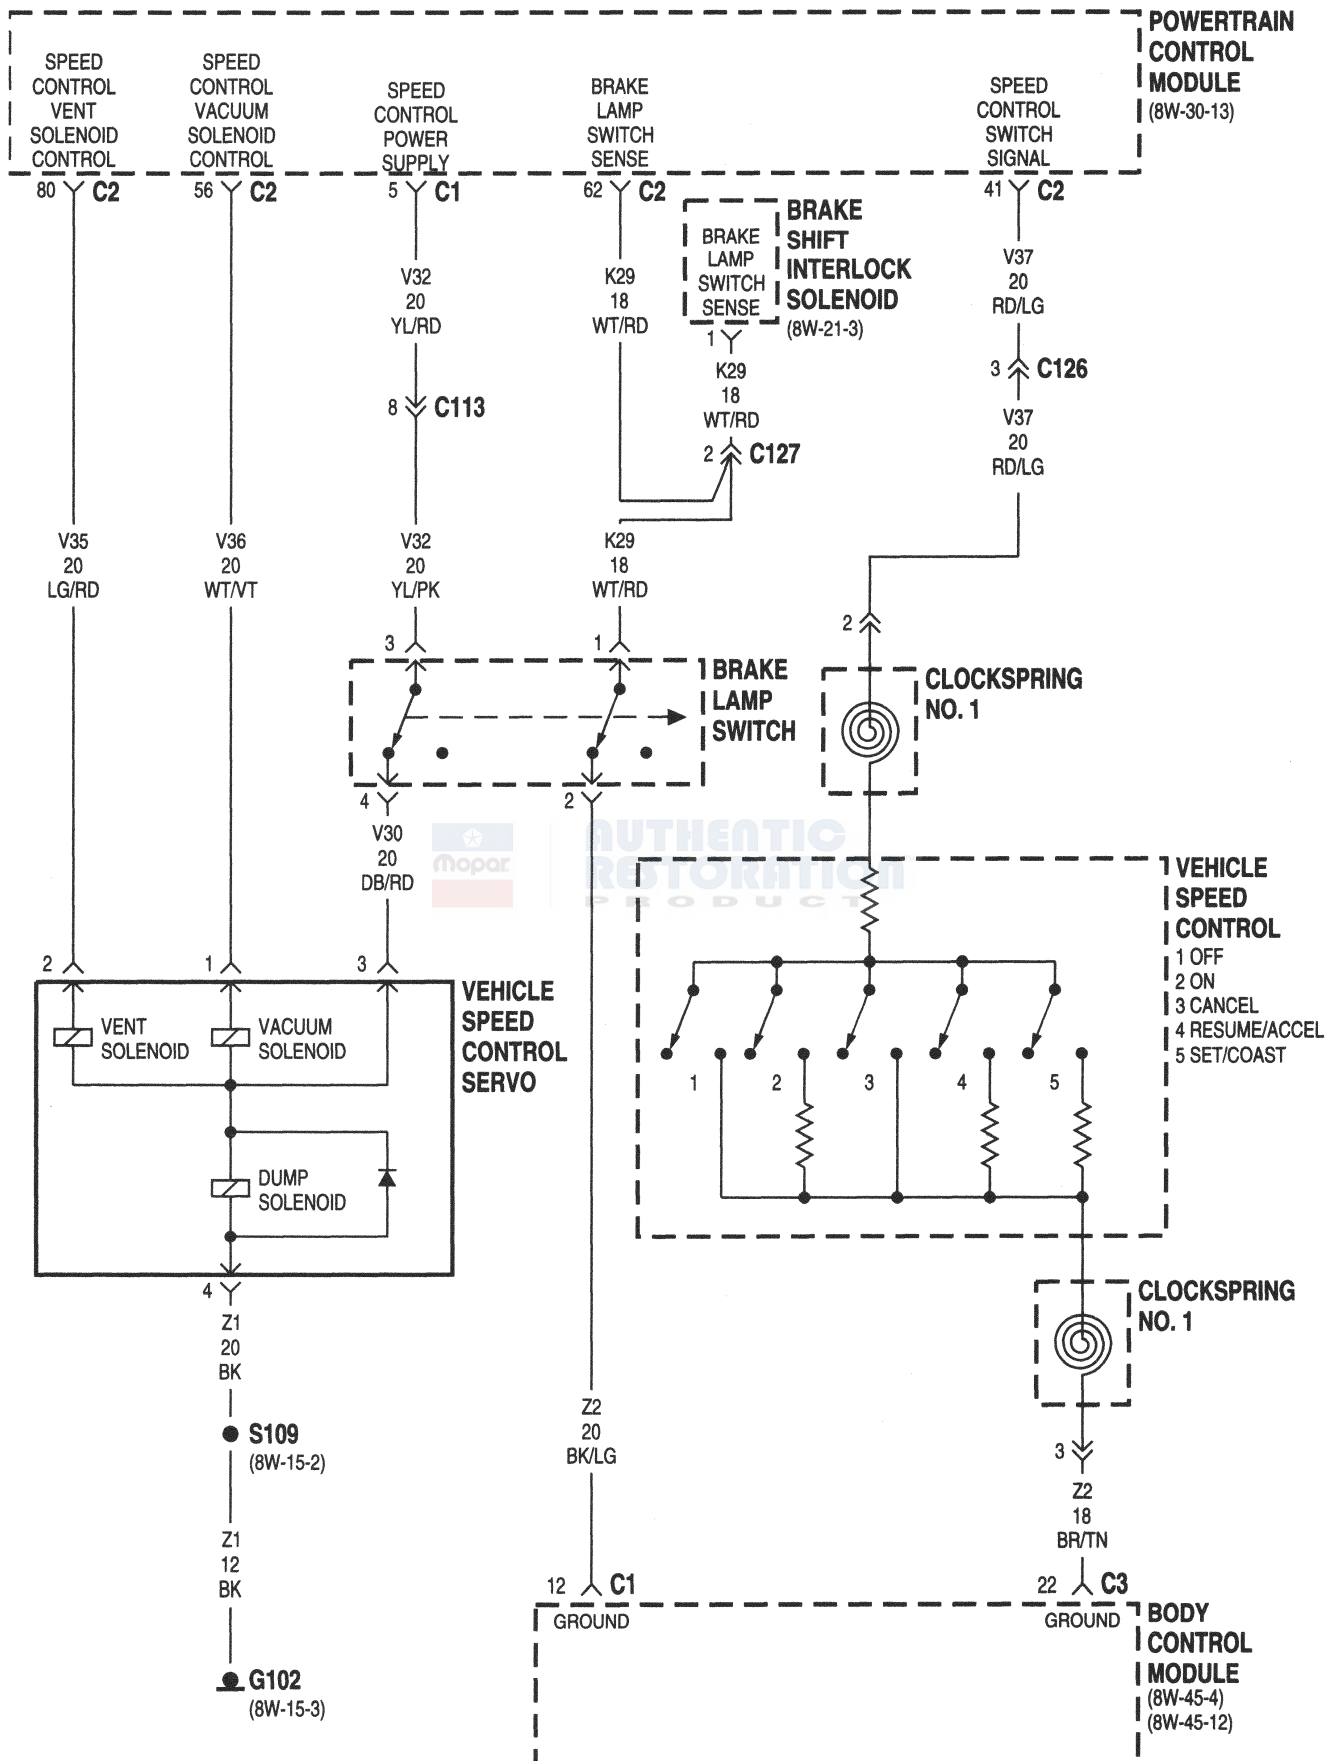 POWERTRAIN
CONTROL
MODULE
(8W-30-13)
SPEED
CONTROL
VENT
SOLENOID
CONTROL
SPEED
CONTROL
VACUUM
SOLENOID
CONTROL
SPEED
CONTROL
POWER
SUPPLY
BRAKE
LAMP
SWITCH
SENSE
SPEED
CONTROL
SWITCH
SIGNAL
80 C2
56 C2
5 C1
62 C2
41 C2
BRAKE
LAMP
SWITCH
SENSE
BRAKE
SHIFT
INTERLOCK
SOLENOID
(8W-21-3)
V32
20
YL/RD
K29
18
WT/RD
1
K29
18
WT/RD
V37
20
RD/LG
3 C126
8 C113
2 C127
V37
20
RD/LG
V35
20
LG/RD
V36
20
WT/VT
V32
20
YL/PK
K29
18
WT/RD
2
3
1
BRAKE
LAMP
SWITCH
CLOCKSPRING
NO. 1
4
2
V30
20
DB/RD
Mopar
AUTHENTIC
RESTORATION
PRODUCT
VEHICLE
SPEED
CONTROL
1 OFF
2 ON
3 CANCEL
4 RESUME/ACCEL
5 SET/COAST
2
1
3
VENT
SOLENOID
VACUUM
SOLENOID
VEHICLE
SPEED
CONTROL
SERVO
1
2
3
4
5
DUMP
SOLENOID
4
Z1
20
BK
CLOCKSPRING
NO. 1
S109
(8W-15-2)
Z2
20
BK/LG
3
Z2
18
BR/TN
Z1
12
BK
12 C1
22 C3
GROUND
GROUND
BODY
CONTROL
MODULE
(8W-45-4)
(8W-45-12)
G102
(8W-15-3)